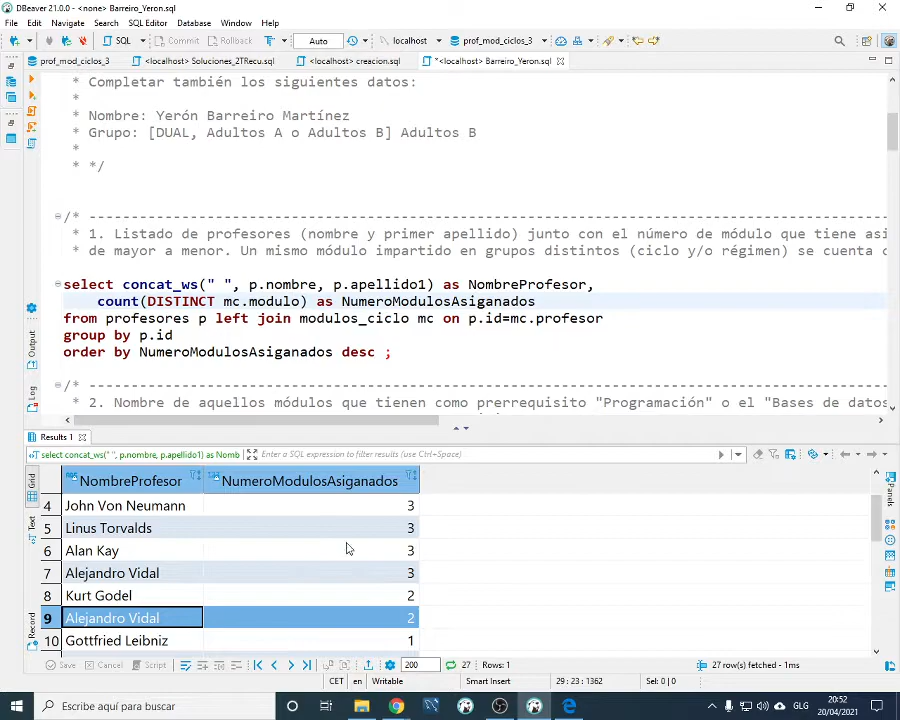 DBeaver 21.0.0 - <none> Barreiro_Yeron.sql
File Edit Navigate Search SQL Editor Database Window Help
SQL Commit Rollback T Auto localhost prof_mod_ciclos_3
prof_mod_ciclos_3 <localhost> Soluciones_2TRecu.sql <localhost> creacion.sql *<localhost> Barreiro_Yeron.sql
* Completar también los siguientes datos:
*
* Nombre: Yerón Barreiro Martínez
* Grupo: [DUAL, Adultos A o Adultos B] Adultos B
*
* */
/* ----------------------------------------------------------------
* 1. Listado de profesores (nombre y primer apellido) junto con el número de módulo que tiene asi
* de mayor a menor. Un mismo módulo impartido en grupos distintos (ciclo y/o régimen) se cuenta c
select concat_ws(" ", p.nombre, p.apellido1) as NombreProfesor,
count(DISTINCT mc.modulo) as NumeroModulosAsiganados
from profesores p left join modulos_ciclo mc on p.id=mc.profesor
group by p.id
order by NumeroModulosAsiganados desc ;
/* ----------------------------------------------------------------
* 2. Nombre de aquellos módulos que tienen como prerrequisito "Programación" o el "Bases de datos
Output
Log
Results 1
select concat_ws(" ", p.nombre, p.apellido1) as Nomb Enter a SQL expression to filter results (use Ctrl+Space)
Grid
Text
Record
Panels
NombreProfesor NumeroModulosAsiganados
4 John Von Neumann 3
5 Linus Torvalds 3
6 Alan Kay 3
7 Alejandro Vidal 3
8 Kurt Godel 2
9 Alejandro Vidal 2
10 Gottfried Leibniz 1
Save Cancel Script 200 27 Rows: 1 27 row(s) fetched - 1ms
CET en Writable Smart Insert 29 : 23 : 1362 Sel: 0 | 0
Escribe aquí para buscar GLG 20:52
20/04/2021